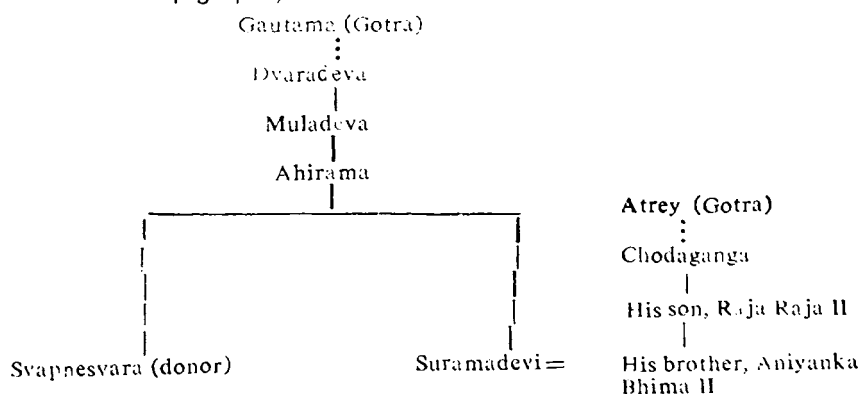 Gautama (Gotra)
Dvaradeva
Muladeva
Ahirama
Atrey (Gotra)
Chodaganga
His son, Raja Raja II
Svapnesvara (donor)
Suramadevi =
His brother, Aniyanka
Bhima II